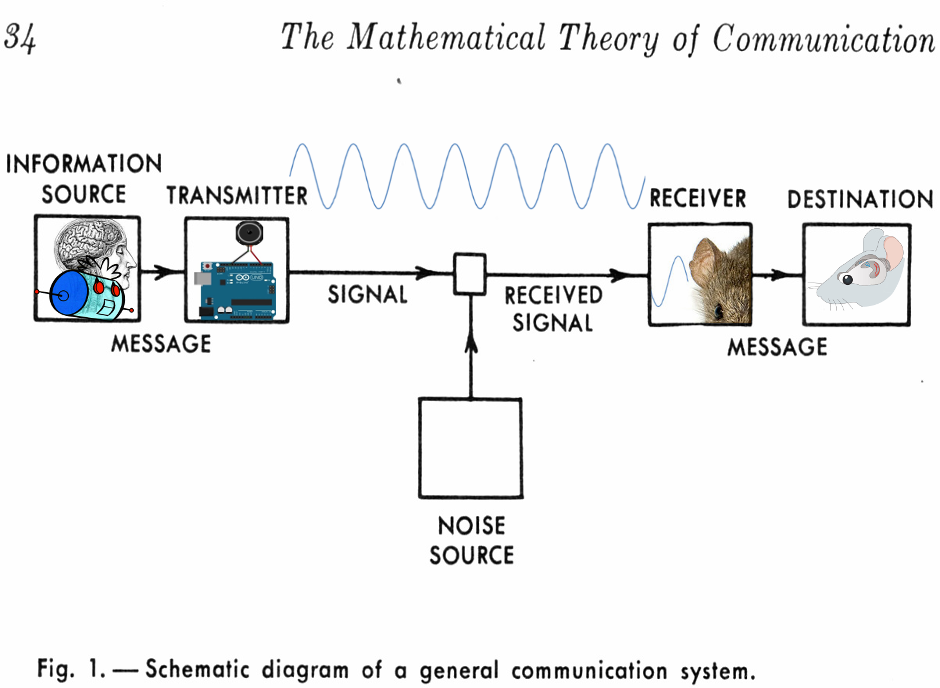 34 The Mathematical Theory of Communication
INFORMATION
SOURCE
TRANSMITTER
RECEIVER
DESTINATION
SIGNAL
RECEIVED
SIGNAL
MESSAGE
MESSAGE
NOISE
SOURCE
Fig. 1. — Schematic diagram of a general communication system.